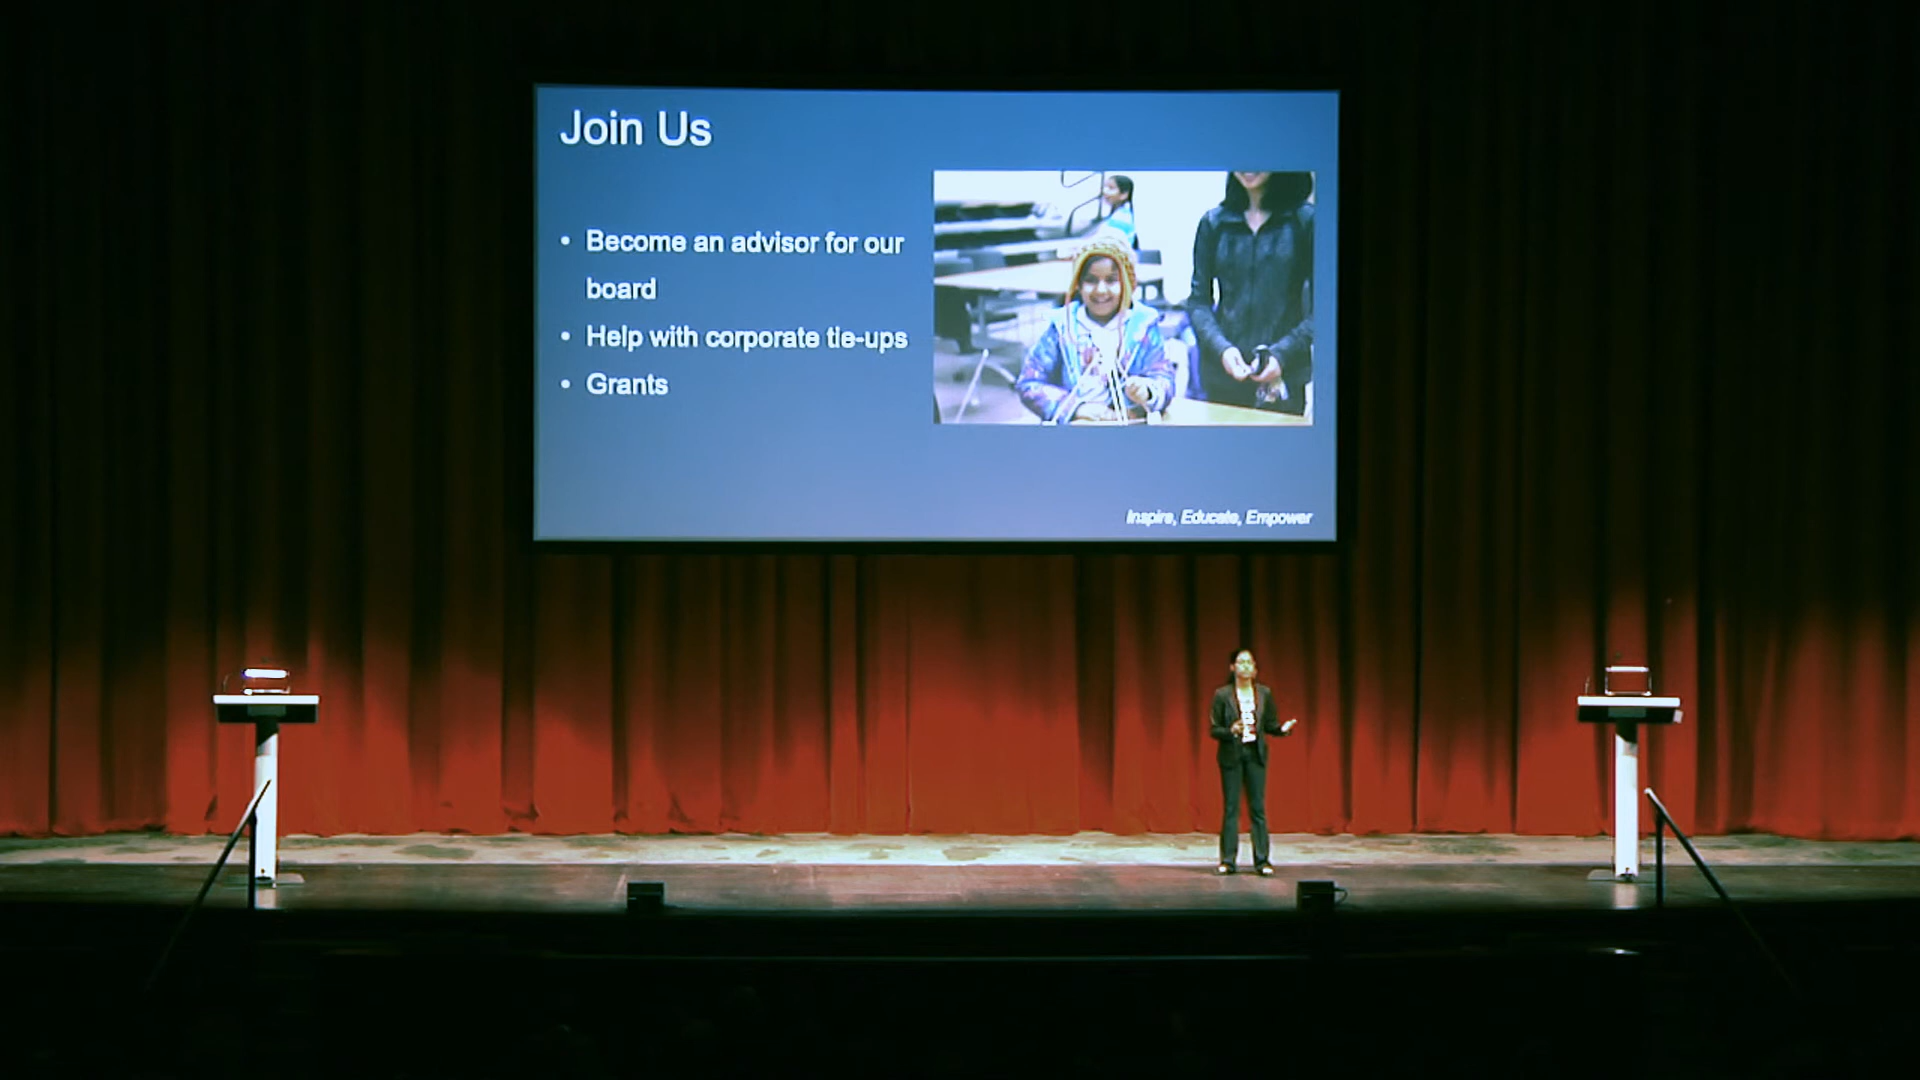 Join Us
• Become an advisor for our
board
• Help with corporate tie-ups
• Grants
Inspire, Educate, Empower